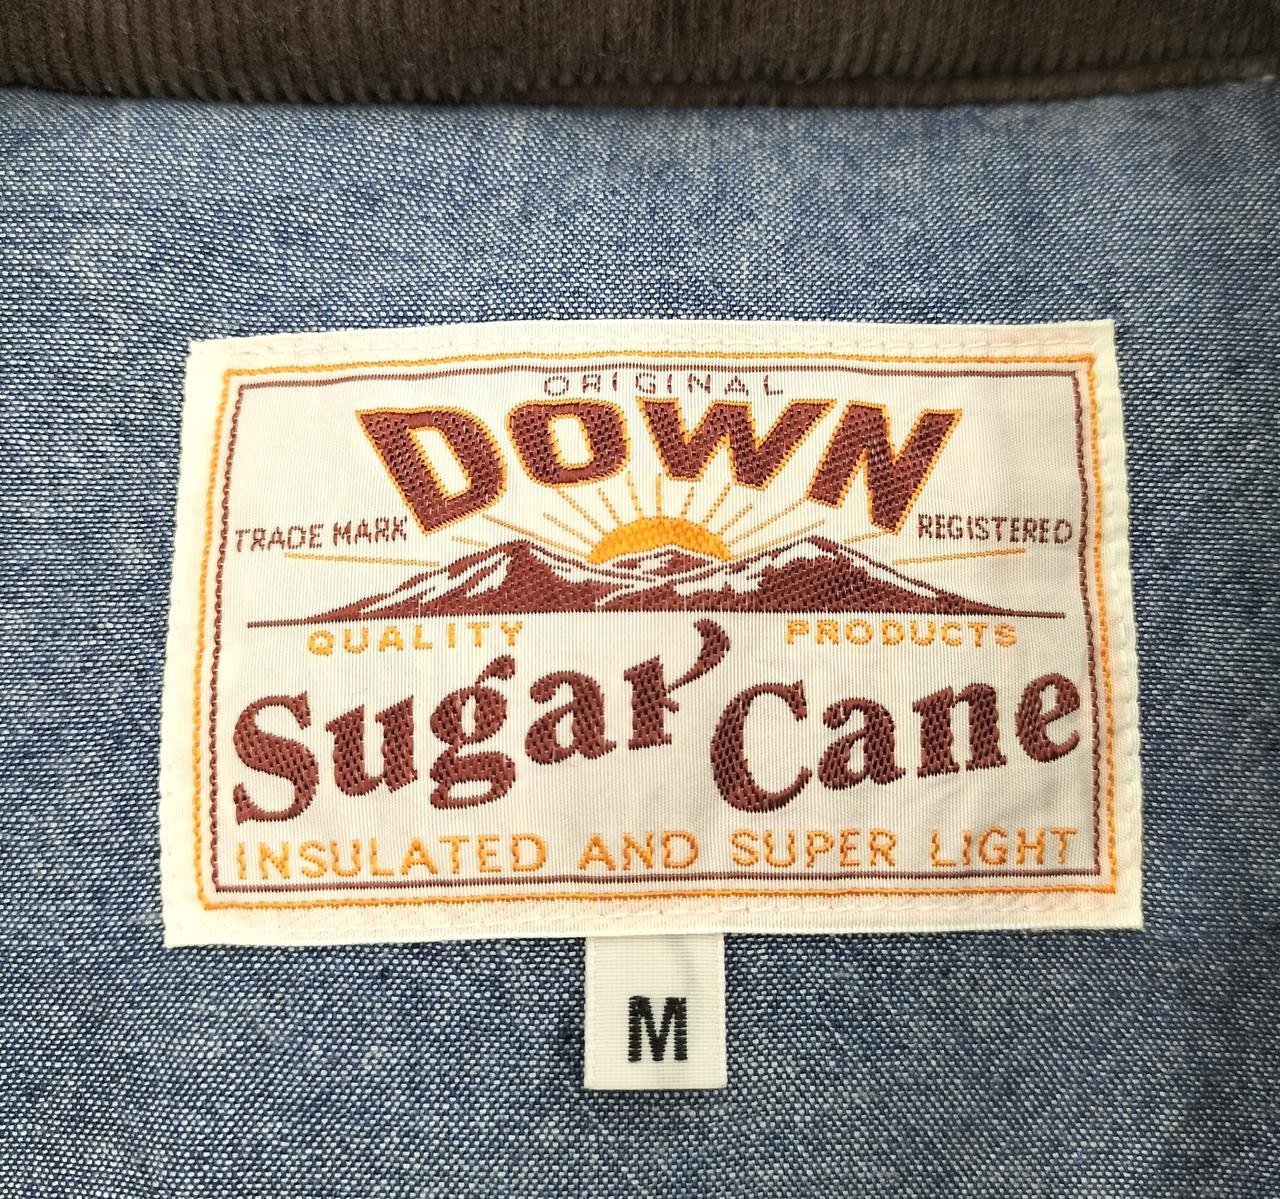 ORIGINAL
DOWN
TRADE MARK REGISTERED
QUALITY PRODUCTS
Sugar Cane
INSULATED AND SUPER LIGHT
M